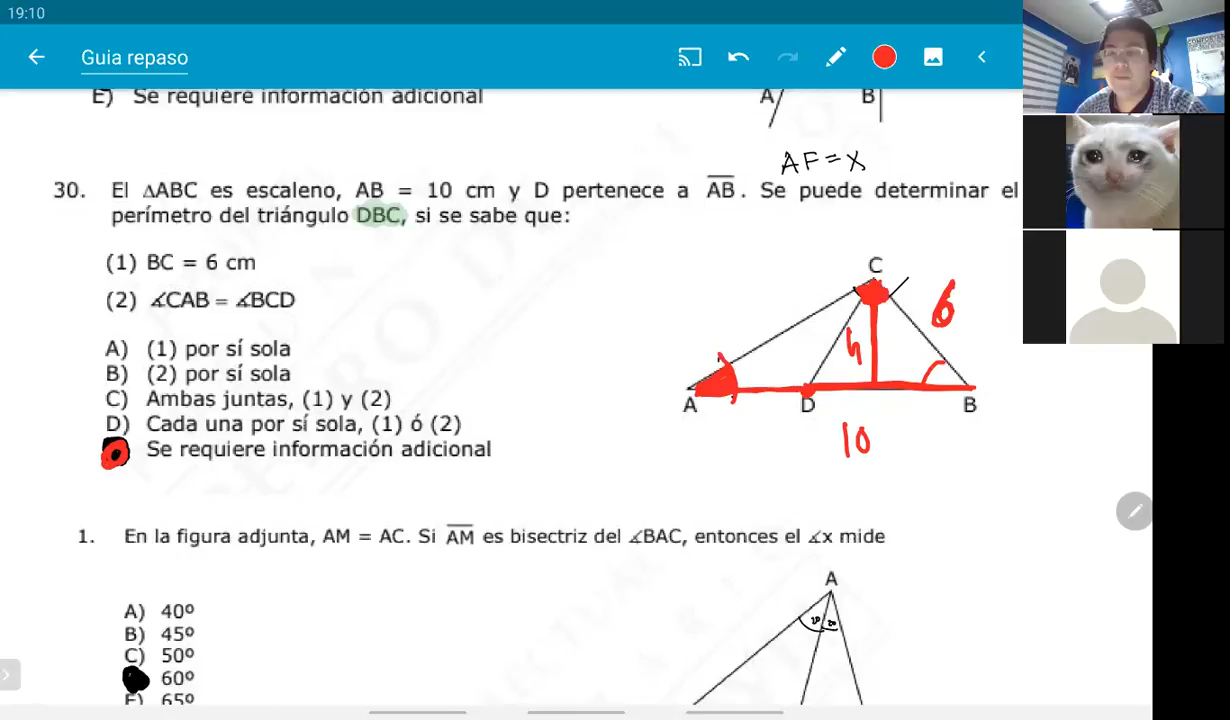 19:10
Guia repaso
E) Se requiere información adicional
A
B
AF=X
30. El ∆ABC es escaleno, AB = 10 cm y D pertenece a AB. Se puede determinar el
perímetro del triángulo DBC, si se sabe que:
(1) BC = 6 cm
(2) ∡CAB = ∡BCD
A) (1) por sí sola
B) (2) por sí sola
C) Ambas juntas, (1) y (2)
D) Cada una por sí sola, (1) ó (2)
Se requiere información adicional
C
6
h
A
D
B
10
1. En la figura adjunta, AM = AC. Si AM es bisectriz del ∡BAC, entonces el ∡x mide
A
A) 40º
B) 45º
C) 50º
60º
E) 65º
20 20